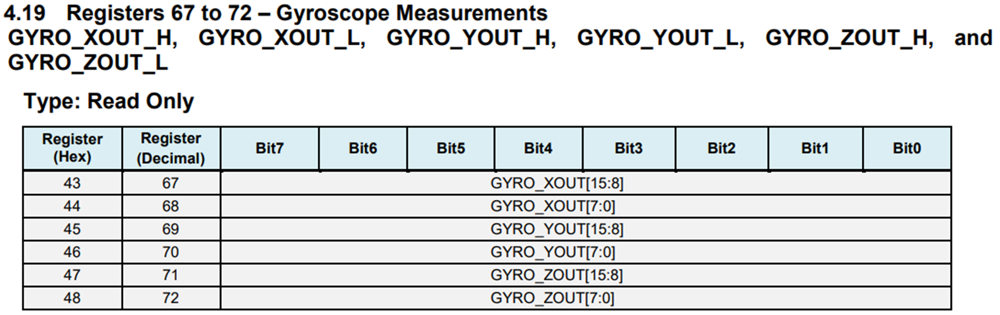 4.19 Registers 67 to 72 – Gyroscope Measurements
GYRO_XOUT_H, GYRO_XOUT_L, GYRO_YOUT_H, GYRO_YOUT_L, GYRO_ZOUT_H, and
GYRO_ZOUT_L
Type: Read Only
Register (Hex) Register (Decimal) Bit7 Bit6 Bit5 Bit4 Bit3 Bit2 Bit1 Bit0
43 67 GYRO_XOUT[15:8]
44 68 GYRO_XOUT[7:0]
45 69 GYRO_YOUT[15:8]
46 70 GYRO_YOUT[7:0]
47 71 GYRO_ZOUT[15:8]
48 72 GYRO_ZOUT[7:0]